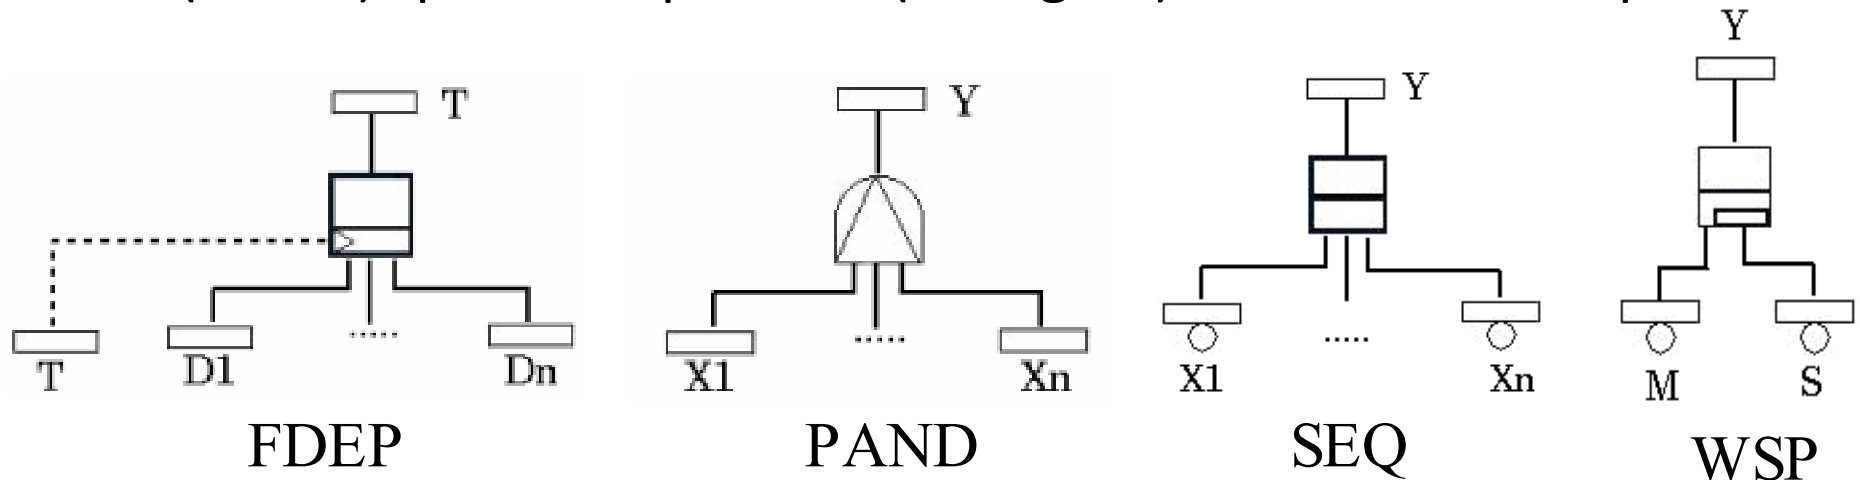 T
T
D1
.....
Dn
FDEP
Y
X1
.....
Xn
PAND
Y
X1
.....
Xn
SEQ
Y
M
S
WSP